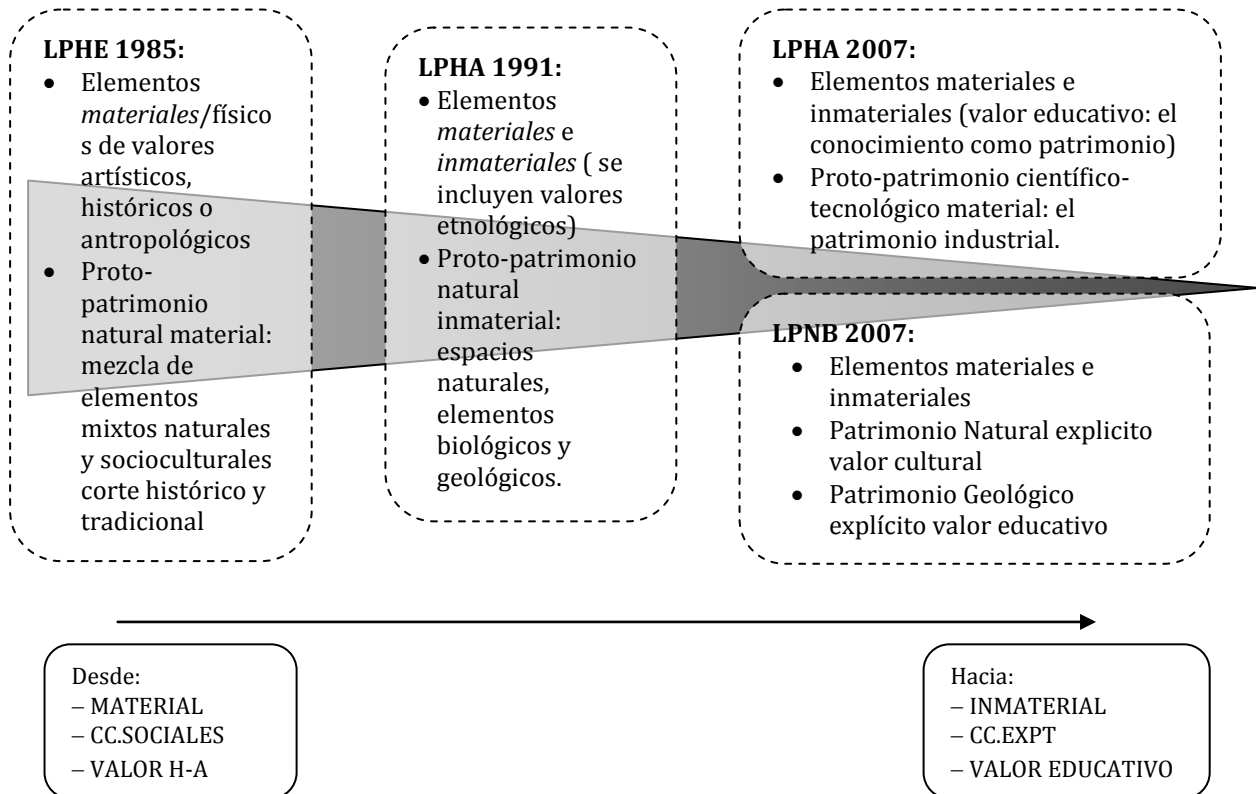 LPHE 1985:
• Elementos
materiales/físico
s de valores
artísticos,
históricos o
antropológicos
• Proto-
patrimonio
natural material:
mezcla de
elementos
mixtos naturales
y socioculturales
corte histórico y
tradicional
LPHA 1991:
• Elementos
materiales e
inmateriales ( se
incluyen valores
etnológicos)
• Proto-patrimonio
natural
inmaterial:
espacios
naturales,
elementos
biológicos y
geológicos.
LPHA 2007:
• Elementos materiales e
inmateriales (valor educativo: el
conocimiento como patrimonio)
• Proto-patrimonio científico-
tecnológico material: el
patrimonio industrial.
LPNB 2007:
• Elementos materiales e
inmateriales
• Patrimonio Natural explicito
valor cultural
• Patrimonio Geológico
explícito valor educativo
Desde:
– MATERIAL
– CC.SOCIALES
– VALOR H-A
Hacia:
– INMATERIAL
– CC.EXPT
– VALOR EDUCATIVO